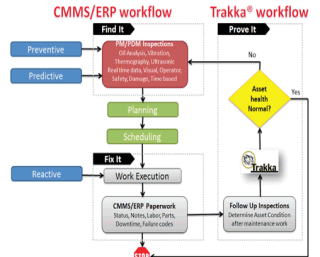 CMMS/ERP workflow
Trakka® workflow
Find It
Prove It
Preventive
Predictive
PM/PDM Inspections
Oil Analysis, Vibration,
Thermography, Ultrasonic
Real time data, Visual, Operator,
Safety, Damage, Time based
No
Yes
Asset
health
Normal?
Planning
Scheduling
Fix It
Trakka
Reactive
Work Execution
CMMS/ERP Paperwork
Status, Notes, Labor, Parts,
Downtime, Failure codes
Follow Up Inspections
Determine Asset Condition
after maintenance work
STOP